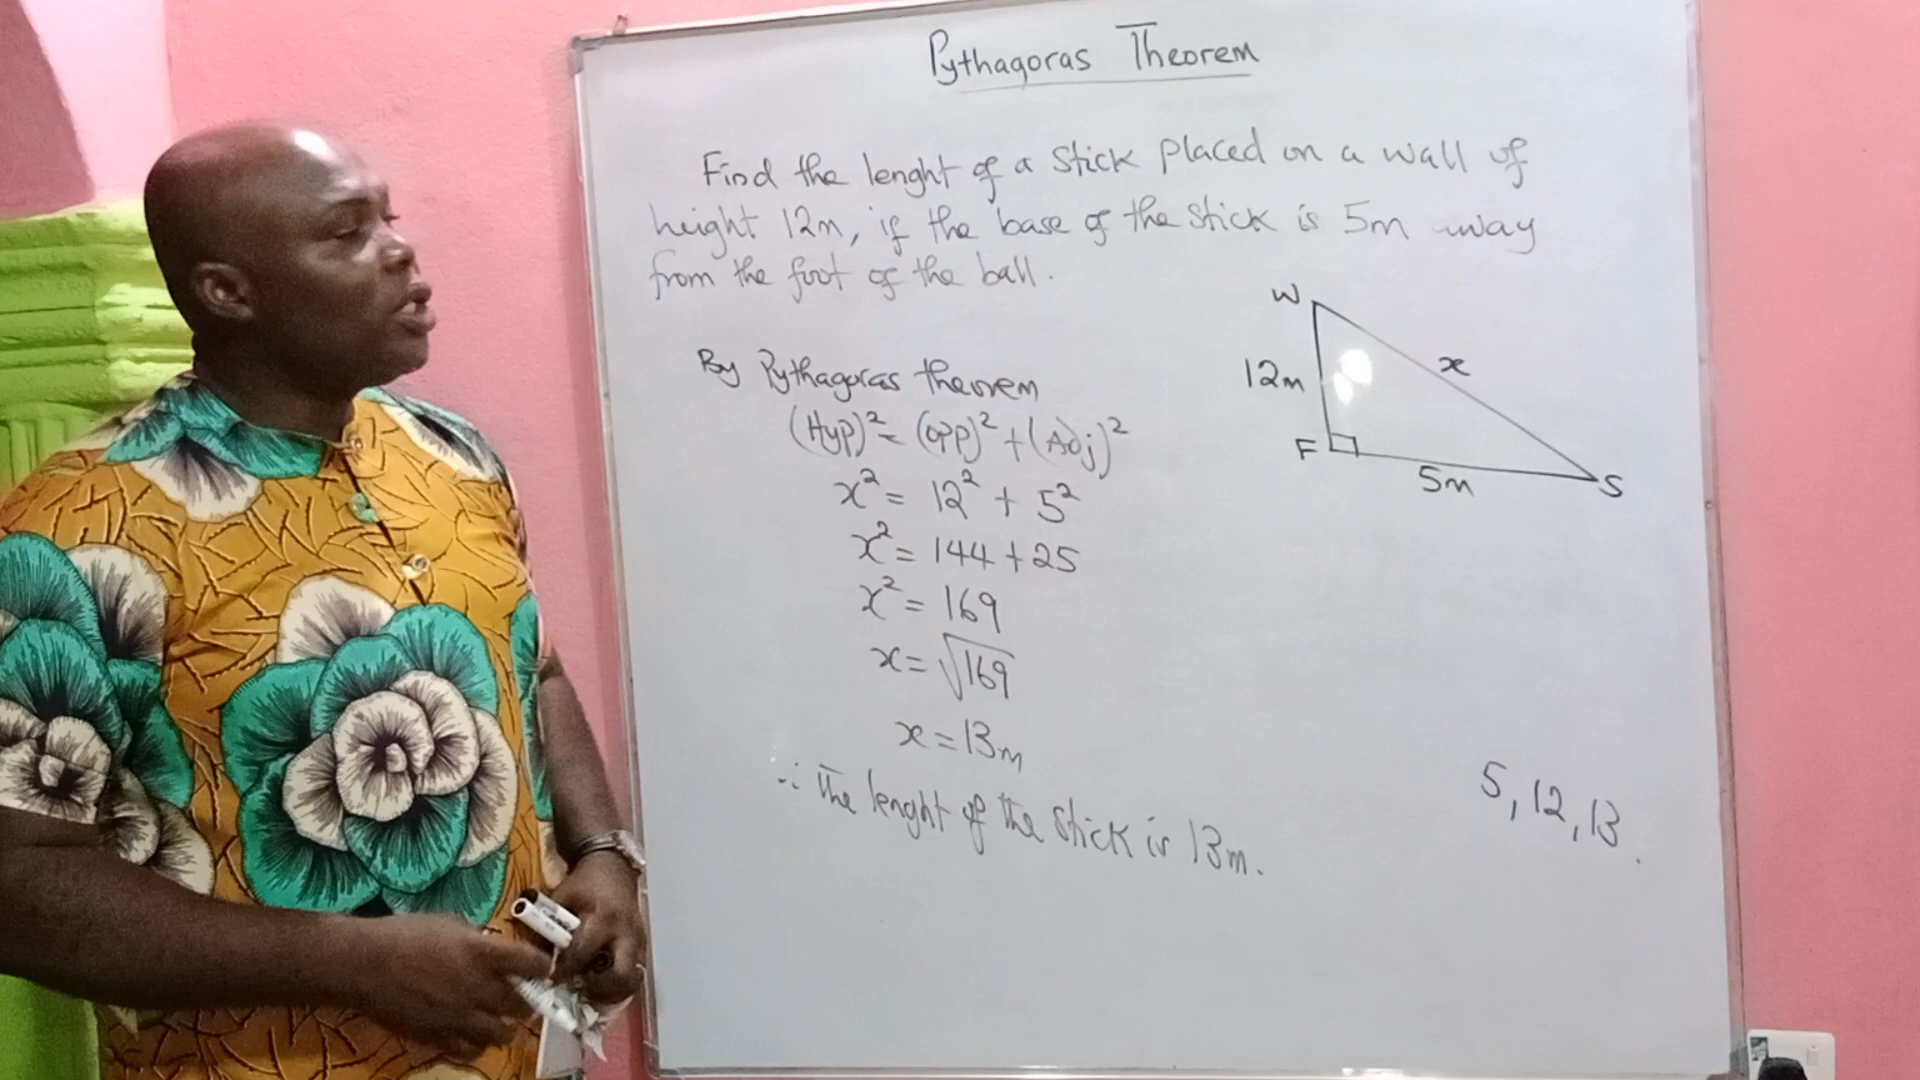 Pythagoras Theorem
Find the lenght of a stick placed on a wall of
height 12m, if the base of the stick is 5m away
from the foot of the ball.
W
12m
x
F
5m
S
By Pythagoras theorem
(Hyp)² = (opp)² + (Adj)²
x² = 12² + 5²
x² = 144 + 25
x² = 169
x = √169
x = 13m
∴ The lenght of the stick is 13m.
5, 12, 13.